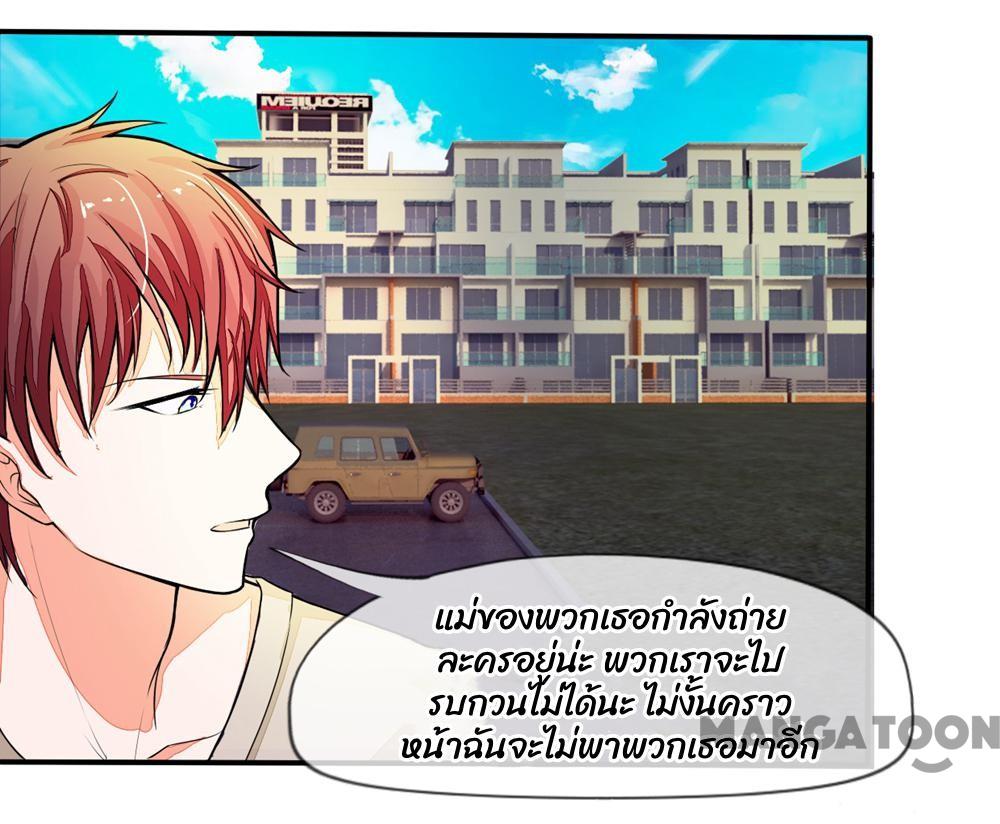 REQUIEM
FOR A
แม่ของพวกเธอกำลังถ่าย
ละครอยู่น่ะ พวกเราจะไป
รบกวนไม่ได้นะ ไม่งั้นคราว
หน้าฉันจะไม่พาพวกเธอมาอีก
MANGATOON